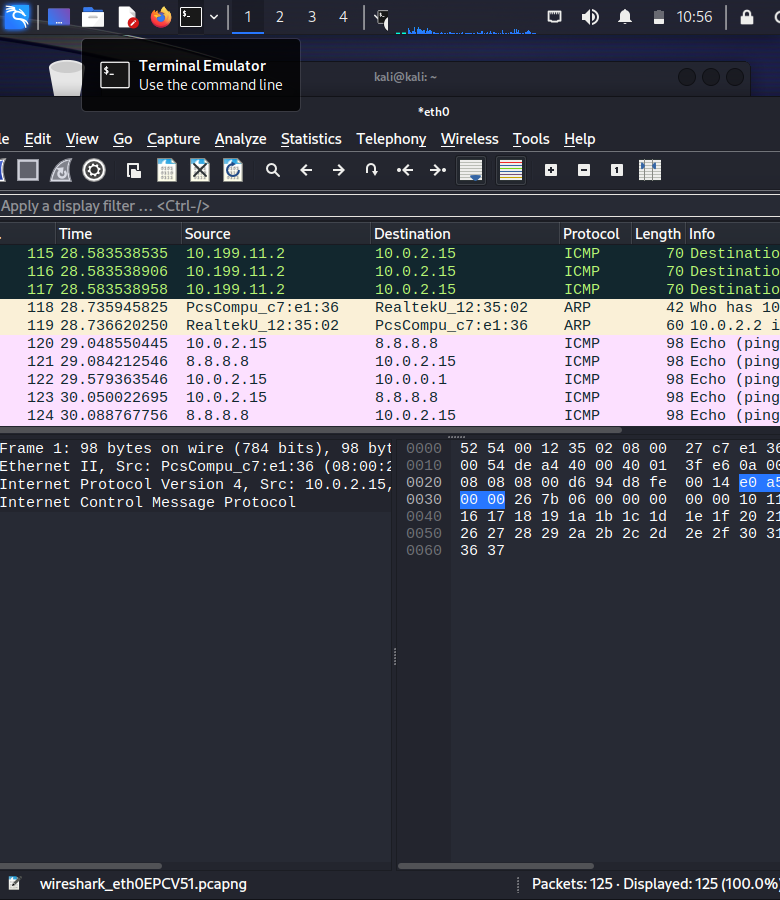 1 2 3 4 10:56
Terminal Emulator
Use the command line
kali@kali: ~
*eth0
le Edit View Go Capture Analyze Statistics Telephony Wireless Tools Help
Apply a display filter … <Ctrl-/>
. Time Source Destination Protocol Length Info
115 28.583538535 10.199.11.2 10.0.2.15 ICMP 70 Destinatio
116 28.583538906 10.199.11.2 10.0.2.15 ICMP 70 Destinatio
117 28.583538958 10.199.11.2 10.0.2.15 ICMP 70 Destinatio
118 28.735945825 PcsCompu_c7:e1:36 RealtekU_12:35:02 ARP 42 Who has 10
119 28.736620250 RealtekU_12:35:02 PcsCompu_c7:e1:36 ARP 60 10.0.2.2 i
120 29.048550445 10.0.2.15 8.8.8.8 ICMP 98 Echo (ping
121 29.084212546 8.8.8.8 10.0.2.15 ICMP 98 Echo (ping
122 29.579363546 10.0.2.15 10.0.0.1 ICMP 98 Echo (ping
123 30.050022695 10.0.2.15 8.8.8.8 ICMP 98 Echo (ping
124 30.088767756 8.8.8.8 10.0.2.15 ICMP 98 Echo (ping
Frame 1: 98 bytes on wire (784 bits), 98 byt
Ethernet II, Src: PcsCompu_c7:e1:36 (08:00:2
Internet Protocol Version 4, Src: 10.0.2.15,
Internet Control Message Protocol
0000 52 54 00 12 35 02 08 00 27 c7 e1 36
0010 00 54 de a4 40 00 40 01 3f e6 0a 00
0020 08 08 08 00 d6 94 d8 fe 00 14 e0 a5
0030 00 00 26 7b 06 00 00 00 00 00 10 11
0040 16 17 18 19 1a 1b 1c 1d 1e 1f 20 21
0050 26 27 28 29 2a 2b 2c 2d 2e 2f 30 31
0060 36 37
wireshark_eth0EPCV51.pcapng Packets: 125 · Displayed: 125 (100.0%)